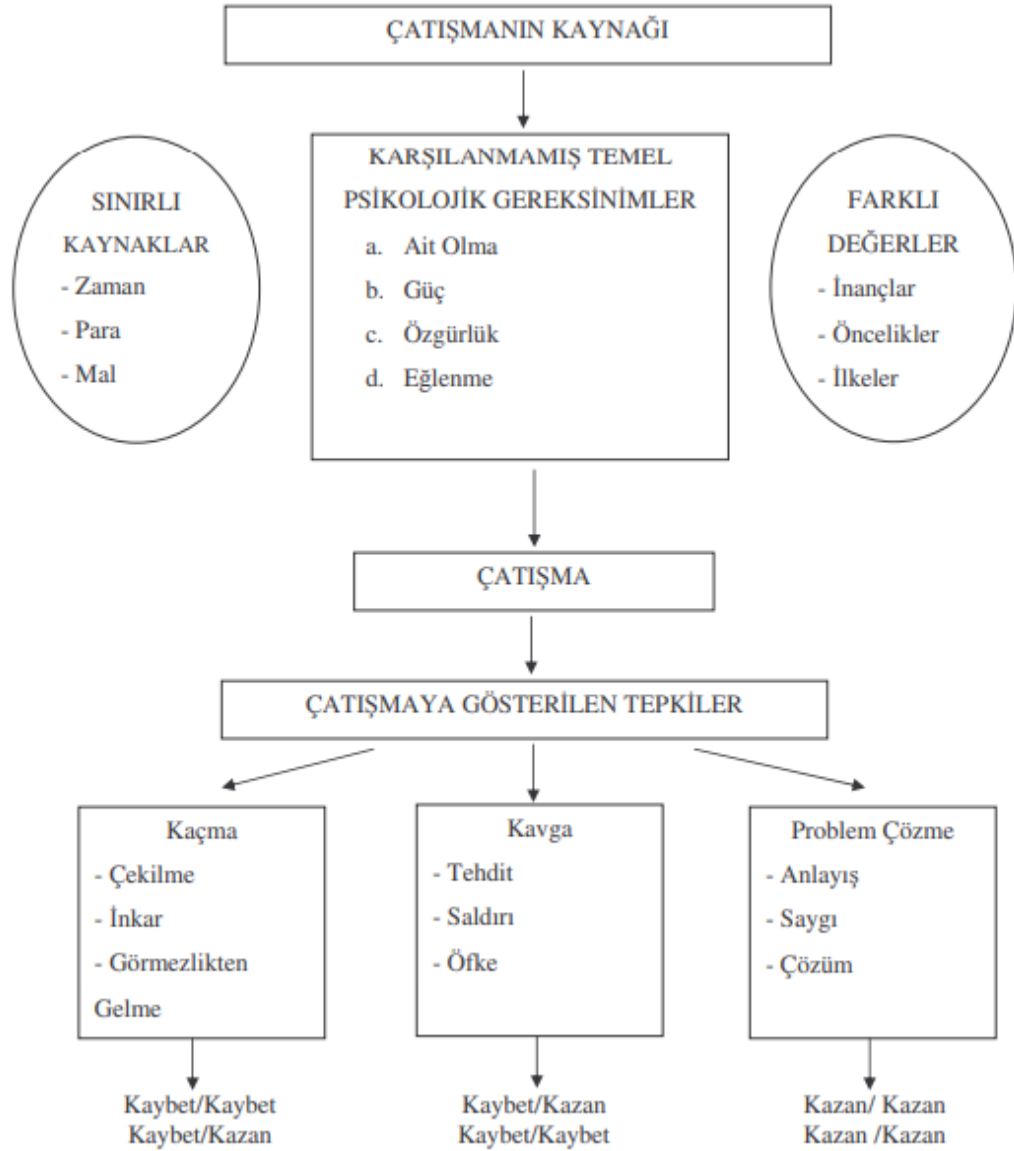 ÇATIŞMANIN KAYNAĞI
SINIRLI
KAYNAKLAR
- Zaman
- Para
- Mal
KARŞILANMAMIŞ TEMEL
PSİKOLOJİK GEREKSİNİMLER
a. Ait Olma
b. Güç
c. Özgürlük
d. Eğlenme
FARKLI
DEĞERLER
- İnançlar
- Öncelikler
- İlkeler
ÇATIŞMA
ÇATIŞMAYA GÖSTERİLEN TEPKİLER
Kaçma
- Çekilme
- İnkar
- Görmezlikten
Gelme
Kavga
- Tehdit
- Saldırı
- Öfke
Problem Çözme
- Anlayış
- Saygı
- Çözüm
Kaybet/Kaybet
Kaybet/Kazan
Kaybet/Kazan
Kaybet/Kaybet
Kazan/ Kazan
Kazan /Kazan